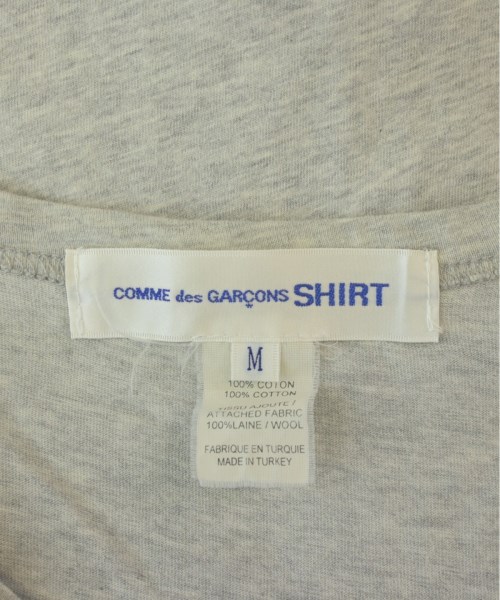 COMME des GARÇONS SHIRT
M
100% COTON
100% COTTON
AJOUTE /
ATTACHED FABRIC
100%LAINE / WOOL
FABRIQUE EN TURQUIE
MADE IN TURKEY